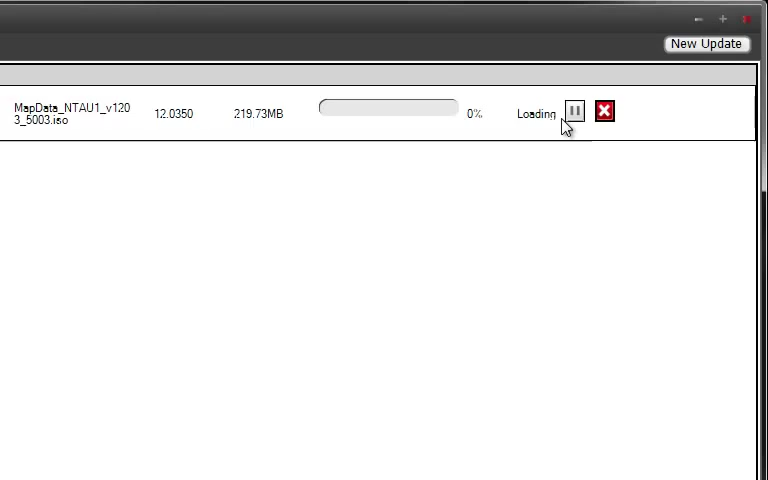 New Update
MapData_NTAU1_v120
3_5003.iso
12.0350
219.73MB
0%
Loading